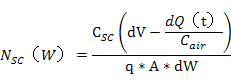 N_SC（W） = C_SC(dV − dQ（t）/C_air) / q * A * dW